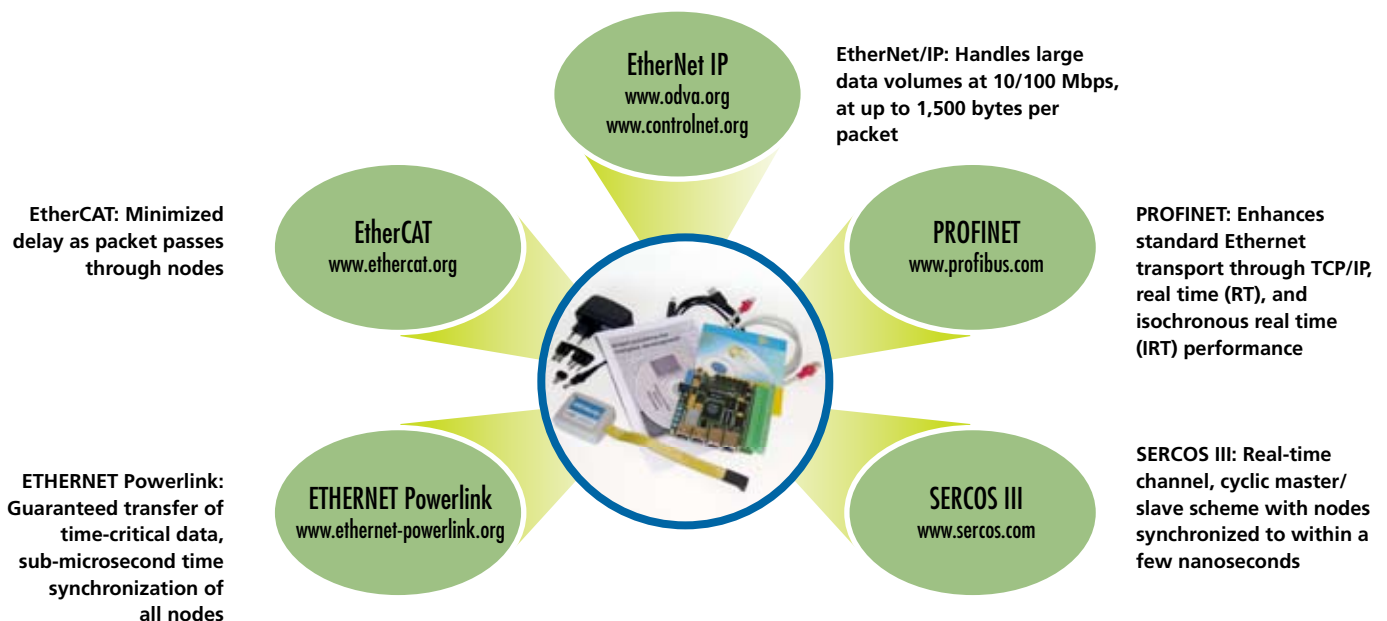 EtherNet IP
www.odva.org
www.controlnet.org
EtherNet/IP: Handles large
data volumes at 10/100 Mbps,
at up to 1,500 bytes per
packet
EtherCAT: Minimized
delay as packet passes
through nodes
EtherCAT
www.ethercat.org
PROFINET
www.profibus.com
PROFINET: Enhances
standard Ethernet
transport through TCP/IP,
real time (RT), and
isochronous real time
(IRT) performance
ETHERNET Powerlink:
Guaranteed transfer of
time-critical data,
sub-microsecond time
synchronization of
all nodes
ETHERNET Powerlink
www.ethernet-powerlink.org
SERCOS III
www.sercos.com
SERCOS III: Real-time
channel, cyclic master/
slave scheme with nodes
synchronized to within a
few nanoseconds